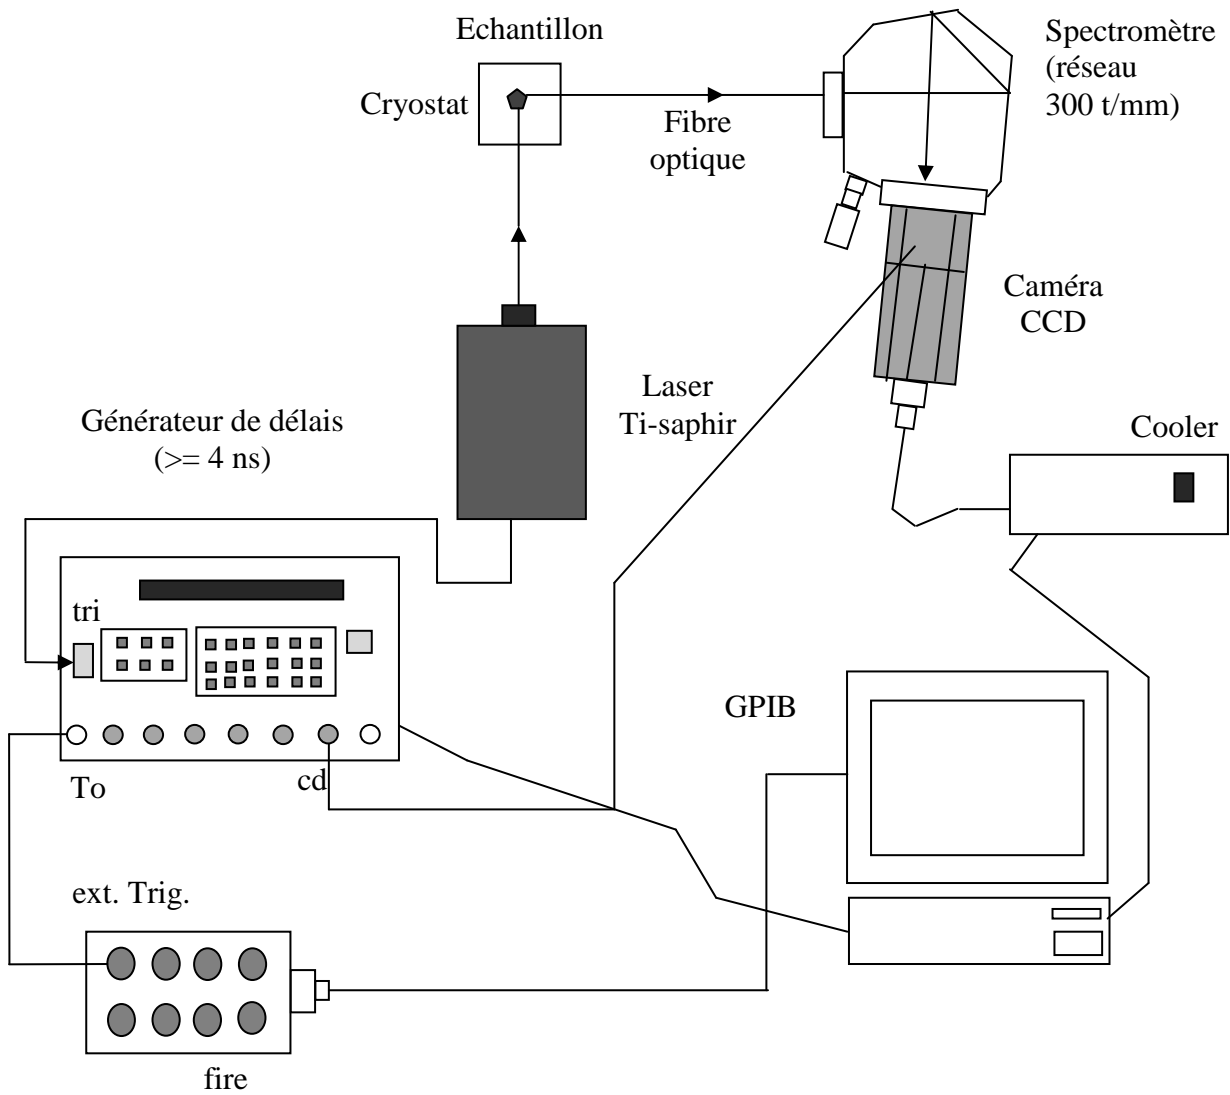 Echantillon
Spectromètre
(réseau
300 t/mm)
Cryostat
Fibre
optique
Caméra
CCD
Laser
Ti-saphir
Générateur de délais
(>= 4 ns)
Cooler
tri
GPIB
To
cd
ext. Trig.
fire